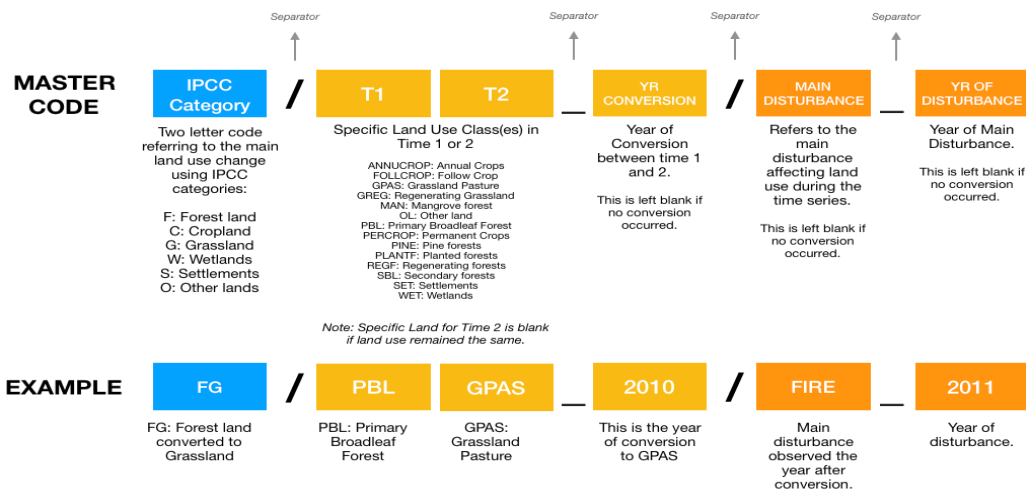 Separator
Separator
Separator
Separator
MASTER CODE
IPCC
Category
/
T1
T2
_
YR
CONVERSION
/
MAIN
DISTURBANCE
_
YR OF
DISTURBANCE
Two letter code
referring to the main
land use change
using IPCC
categories:
F: Forest land
C: Cropland
G: Grassland
W: Wetlands
S: Settlements
O: Other lands
Specific Land Use Class(es) in
Time 1 or 2
ANNUCROP: Annual Crops
FOLLCROP: Follow Crop
GPAS: Grassland Pasture
GREG: Regenerating Grassland
MAN: Mangrove forest
OL: Other land
PBL: Primary Broadleaf Forest
PERCROP: Permanent Crops
PINE: Pine forests
PLANTF: Planted forests
REGF: Regenerating forests
SBL: Secondary forests
SET: Settlements
WET: Wetlands
Note: Specific Land for Time 2 is blank
if land use remained the same.
Year of
Conversion
between time 1
and 2.
This is left blank if
no conversion
occurred.
Refers to the
main
disturbance
affecting land
use during the
time series.
This is left blank if
no conversion
occurred.
Year of Main
Disturbance.
This is left blank if
no conversion
occurred.
EXAMPLE
FG
/
PBL
GPAS
_
2010
/
FIRE
_
2011
FG: Forest land
converted to
Grassland
PBL: Primary
Broadleaf
Forest
GPAS:
Grassland
Pasture
This is the year
of conversion
to GPAS
Main
disturbance
observed the
year after
conversion.
Year of
disturbance.